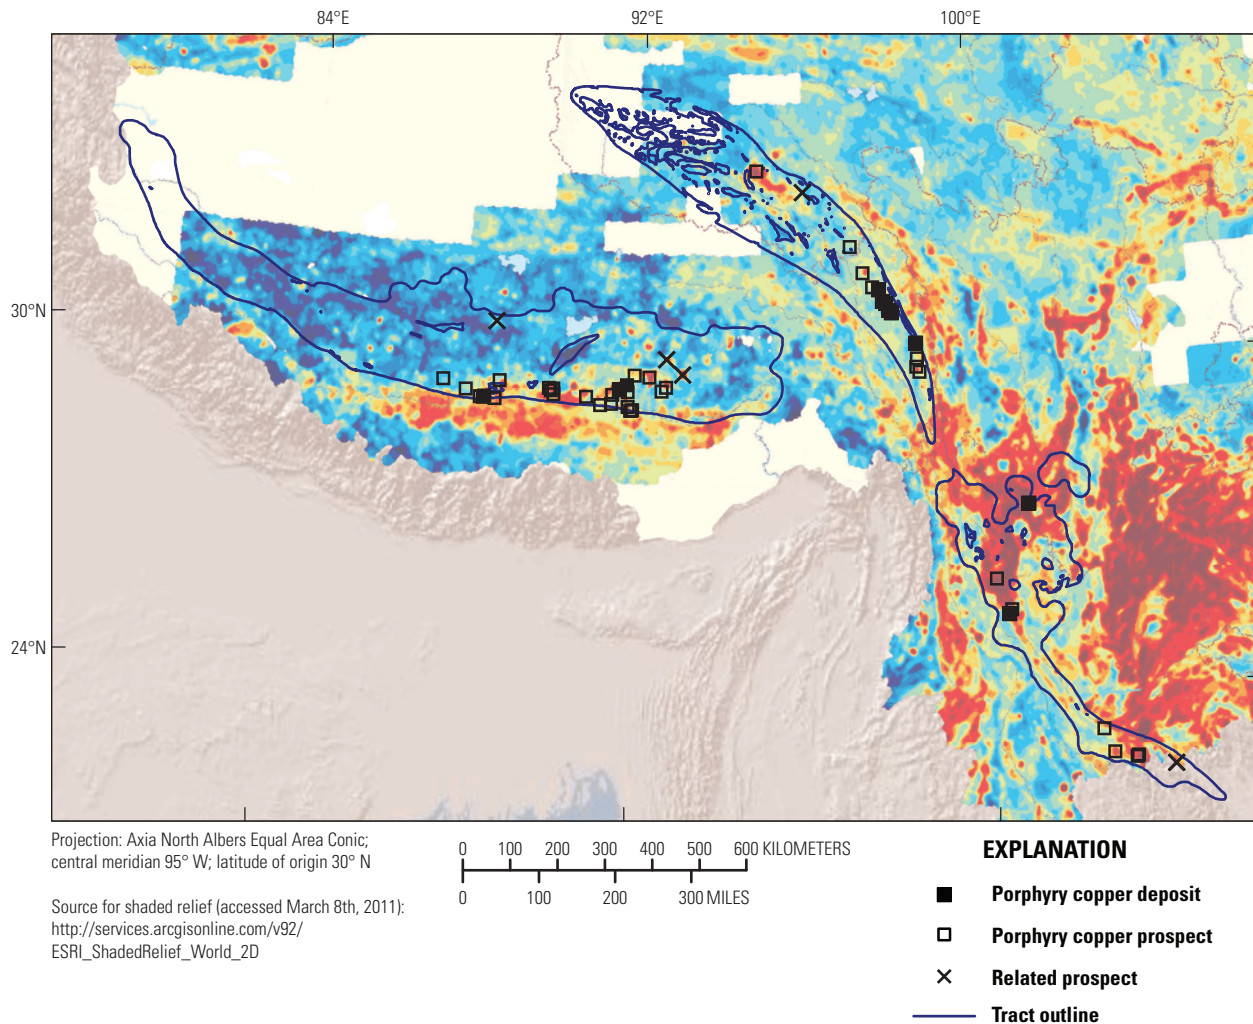 84°E
92°E
100°E
30°N
24°N
Projection: Axia North Albers Equal Area Conic;
central meridian 95° W; latitude of origin 30° N
Source for shaded relief (accessed March 8th, 2011):
http://services.arcgisonline.com/v92/
ESRI_ShadedRelief_World_2D
0 100 200 300 400 500 600 KILOMETERS
0 100 200 300 MILES
EXPLANATION
Porphyry copper deposit
Porphyry copper prospect
Related prospect
Tract outline